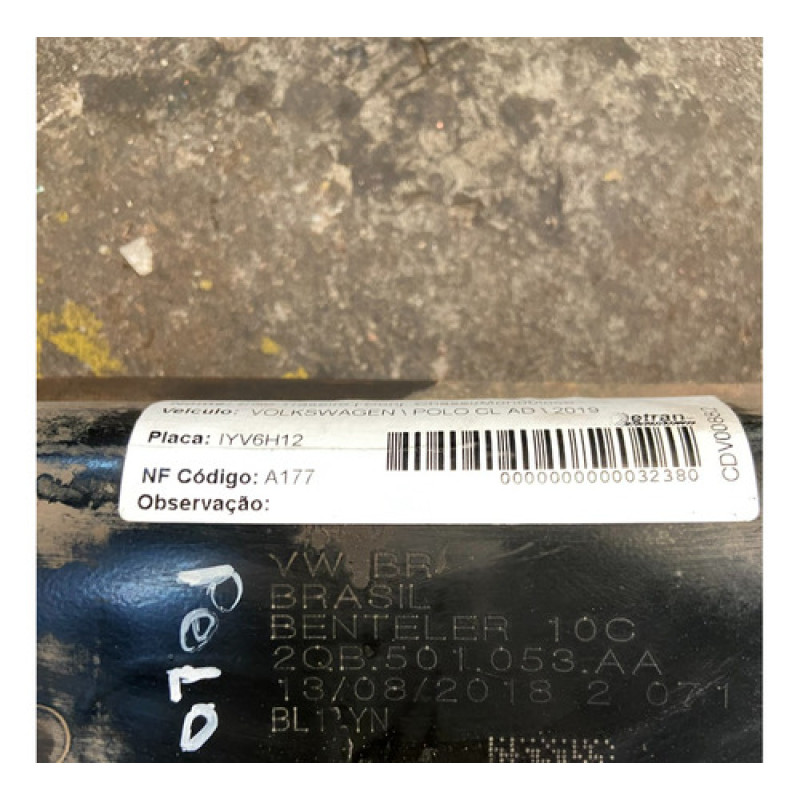 Veículo: VOLKSWAGEN \ POLO CL AD \ 2019
Placa: IYV6H12
NF Código: A177
Observação:
0000000000032380
Detran
VW BR
BRASIL
BENTELER 10C
2QB.501.053.AA
13/08/2018 2 071
POLO